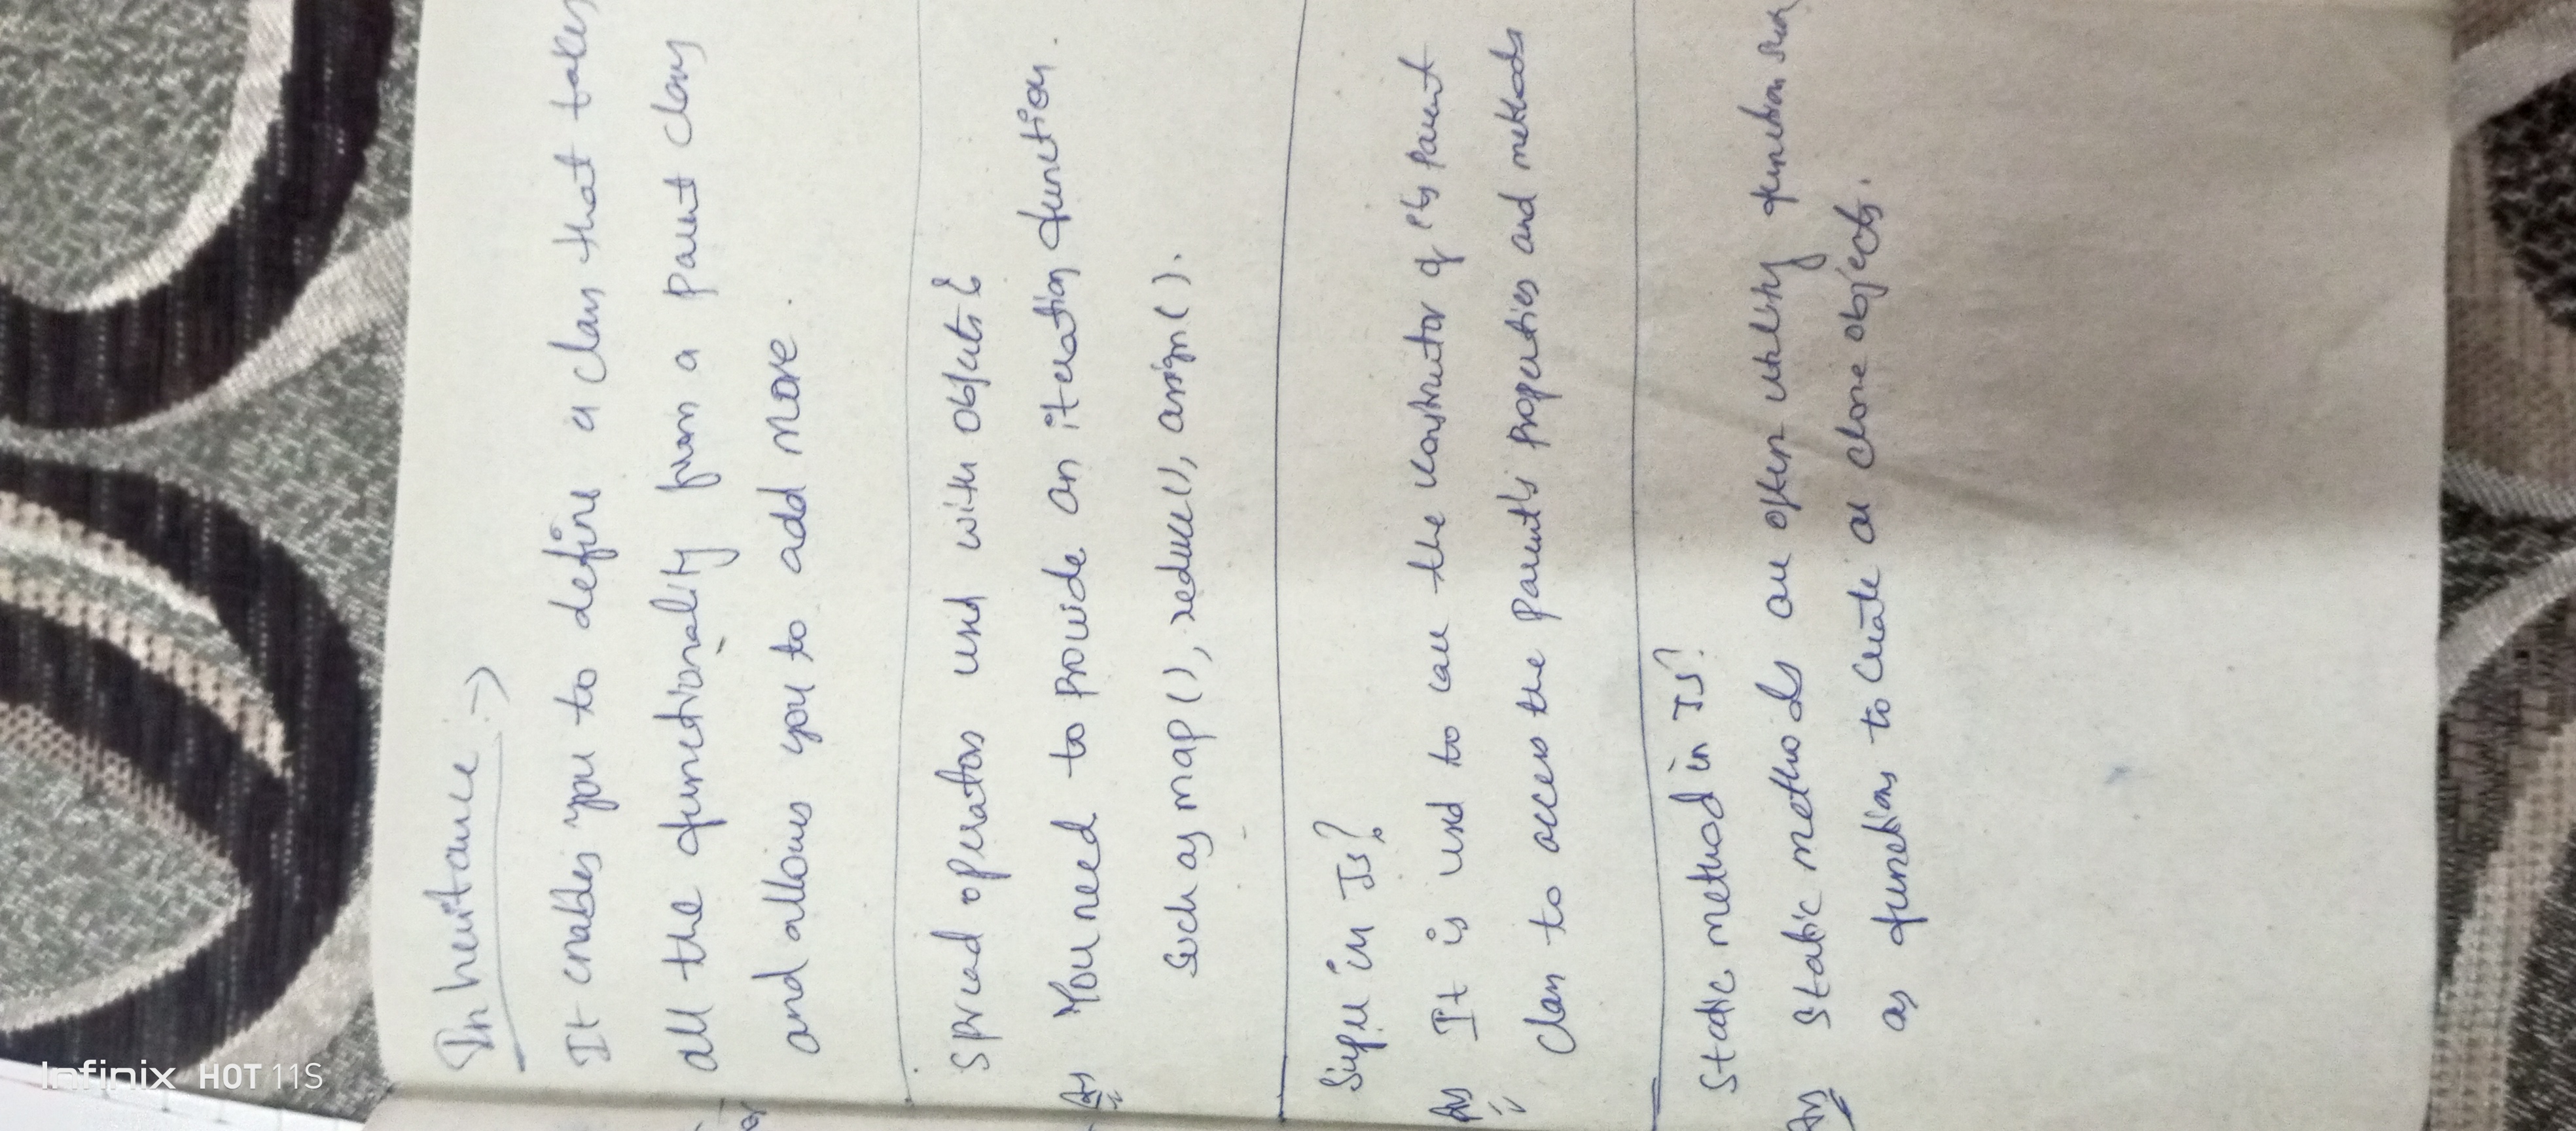 Inheritance :-)
It enables you to define a class that takes
all the functionality from a parent class
and allows you to add more.
Spread operators used with objects?
Ans You need to provide an iteration function
such as map(), reduce(), assign().
Super in Js?
Ans It is used to call the constructor of its parent
class to access the parent's properties and methods
Static method in JS?
Ans Static methods are often utility functions such
as functions to create or clone objects.
Infinix HOT 11S